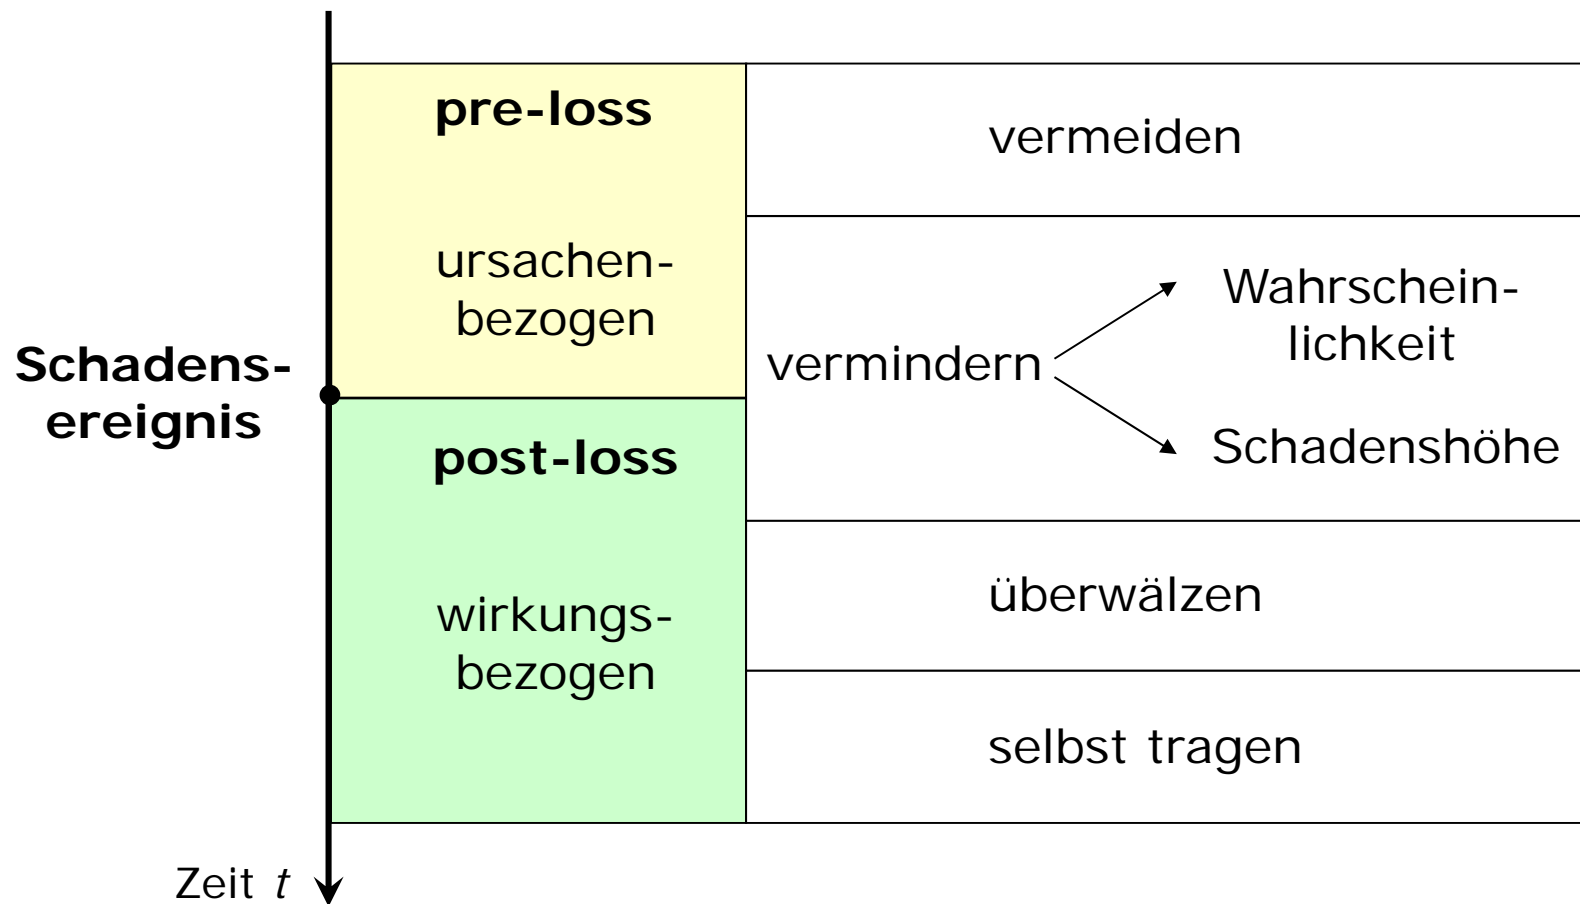 pre-loss
ursachen-
bezogen
Schadens-
ereignis
post-loss
wirkungs-
bezogen
Zeit t
vermeiden
vermindern
Wahrschein-
lichkeit
Schadenshöhe
überwälzen
selbst tragen